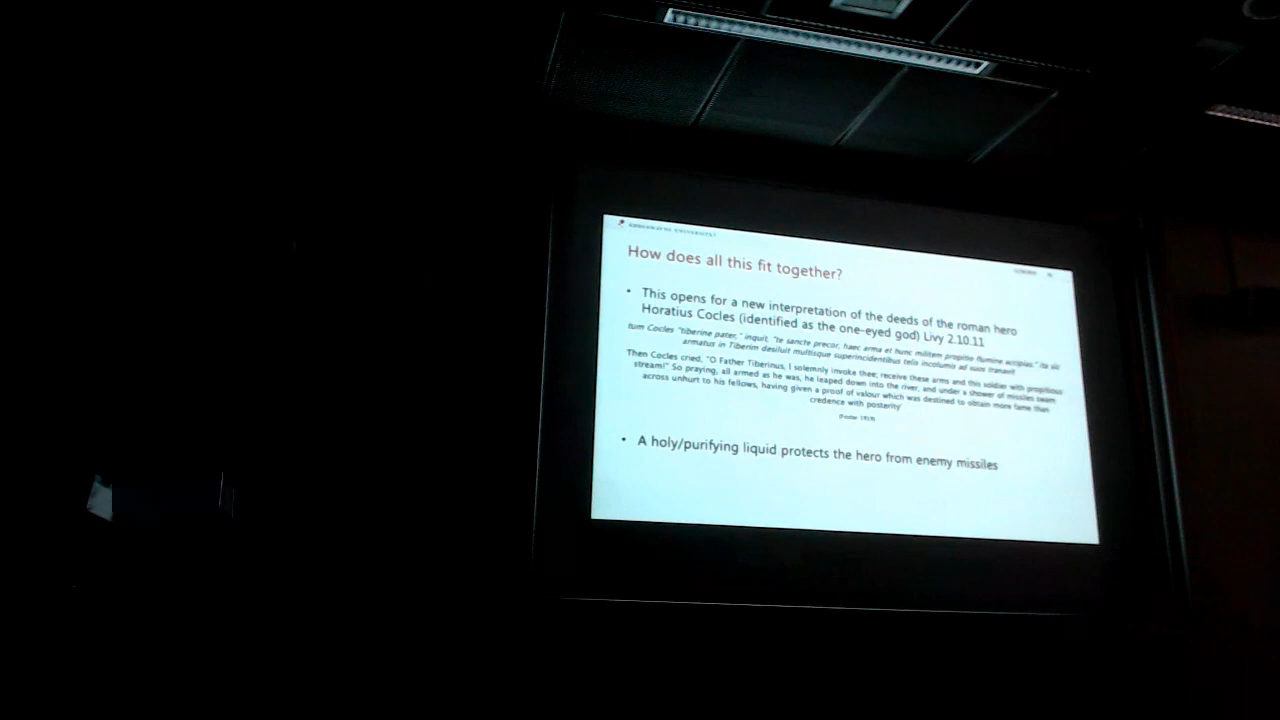 UNIVERSITET
How does all this fit together?
• This opens for a new interpretation of the deeds of the roman hero
Horatius Cocles (identified as the one-eyed god) Livy 2.10.11
tum Cocles "tiberine pater," inquit, "te sancte precor, haec arma et hunc militem propitio flumine accipias." ita sic
armatus in Tiberim desiluit multisque superincidentibus telis incolumis ad suos tranavit
Then Cocles cried, "O Father Tiberinus, I solemnly invoke thee; receive these arms and this soldier with propitious
stream!" So praying, all armed as he was, he leaped down into the river, and under a shower of missiles swam
across unhurt to his fellows, having given a proof of valour which was destined to obtain more fame than
credence with posterity'
1919)
• A holy/purifying liquid protects the hero from enemy missiles